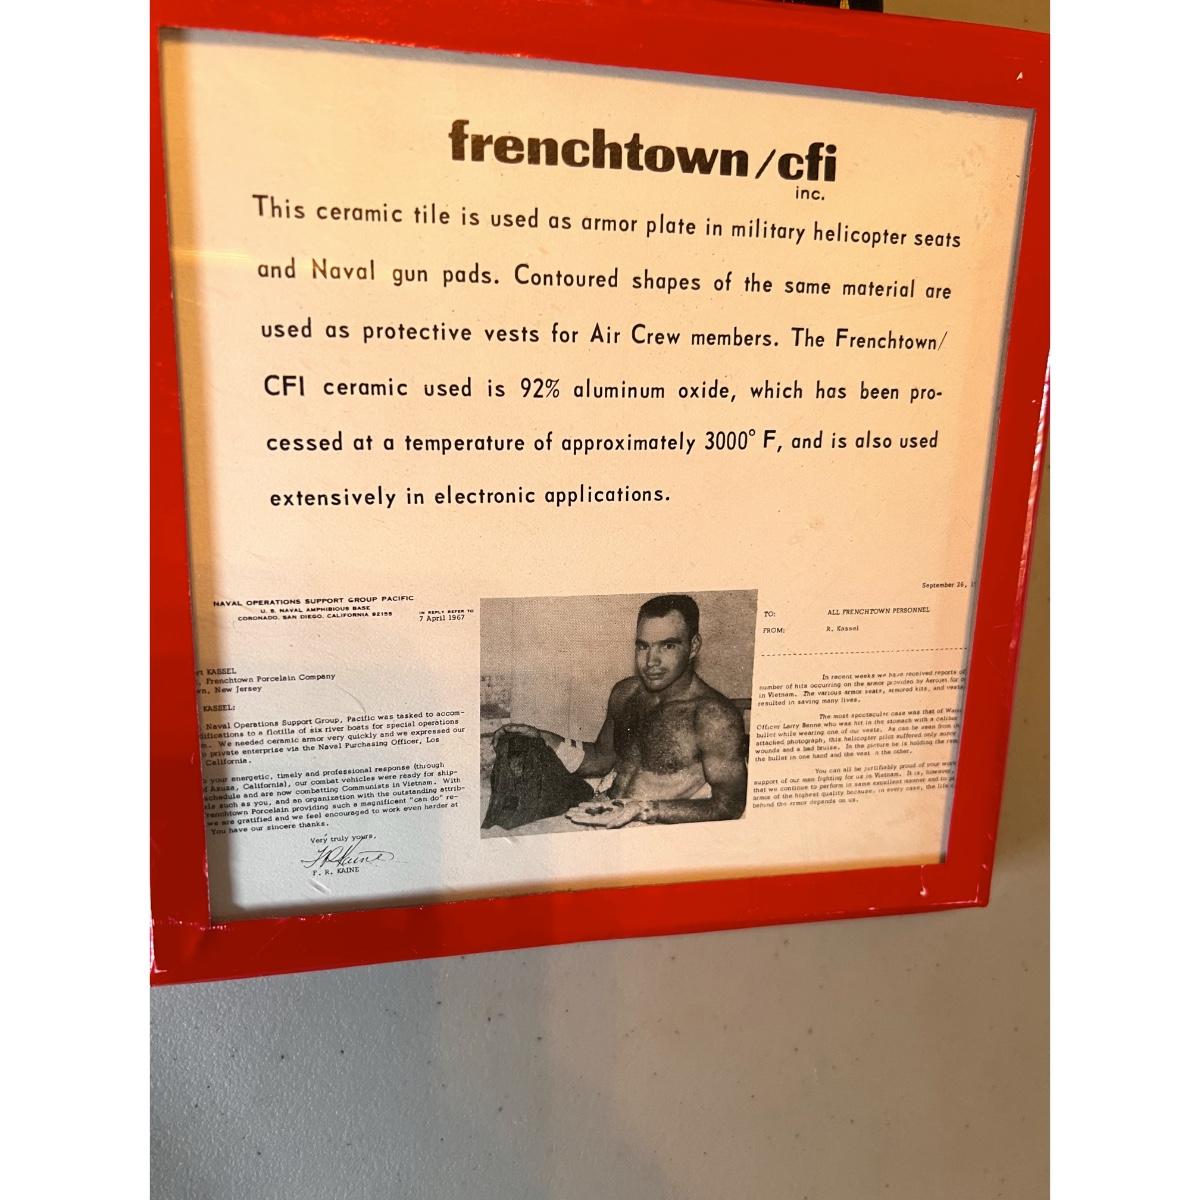 frenchtown/cfi
inc.
This ceramic tile is used as armor plate in military helicopter seats
and Naval gun pads. Contoured shapes of the same material are
used as protective vests for Air Crew members. The Frenchtown/
CFI ceramic used is 92% aluminum oxide, which has been pro-
cessed at a temperature of approximately 3000° F, and is also used
extensively in electronic applications.
NAVAL OPERATIONS SUPPORT GROUP PACIFIC
U. S. NAVAL AMPHIBIOUS BASE
CORONADO, SAN DIEGO, CALIFORNIA 92155
IN REPLY REFER TO
7 April 1967
KASSEL
, Frenchtown Porcelain Company
wn, New Jersey
KASSEL:
Naval Operations Support Group, Pacific was tasked to accom-
difications to a flotilla of six river boats for special operations
We needed ceramic armor very quickly and we expressed our
private enterprise via the Naval Purchasing Officer, Los
California.
your energetic, timely and professional response (through
Azusa, California), our combat vehicles were ready for ship-
schedule and are now combatting Communists in Vietnam. With
such as you, and an organization with the outstanding attrib-
renchtown Porcelain providing such a magnificent "can do" re-
we are gratified and we feel encouraged to work even harder at
You have our sincere thanks.
Very truly yours,
F. R. KAINE
September 26, 1
TO: ALL FRENCHTOWN PERSONNEL
FROM: R. Kassel
In recent weeks we have received reports of
number of hits occurring on the armor provided by Aerojet for
in Vietnam. The various armor seats, armored kits, and vests
resulted in saving many lives.
The most spectacular case was that of
Officer Larry Benne who was hit in the stomach with a caliber
bullet while wearing one of our vests. As can be seen from
attached photograph, this helicopter pilot suffered only minor
wounds and a bad bruise. In the picture he is holding the
the bullet in one hand and the vest in the other.
You can all be justifiably proud of your work
support of our men fighting for us in Vietnam. It is, however,
that we continue to perform in same excellent manner and to
armor of the highest quality because, in every case, the life
behind the armor depends on us.